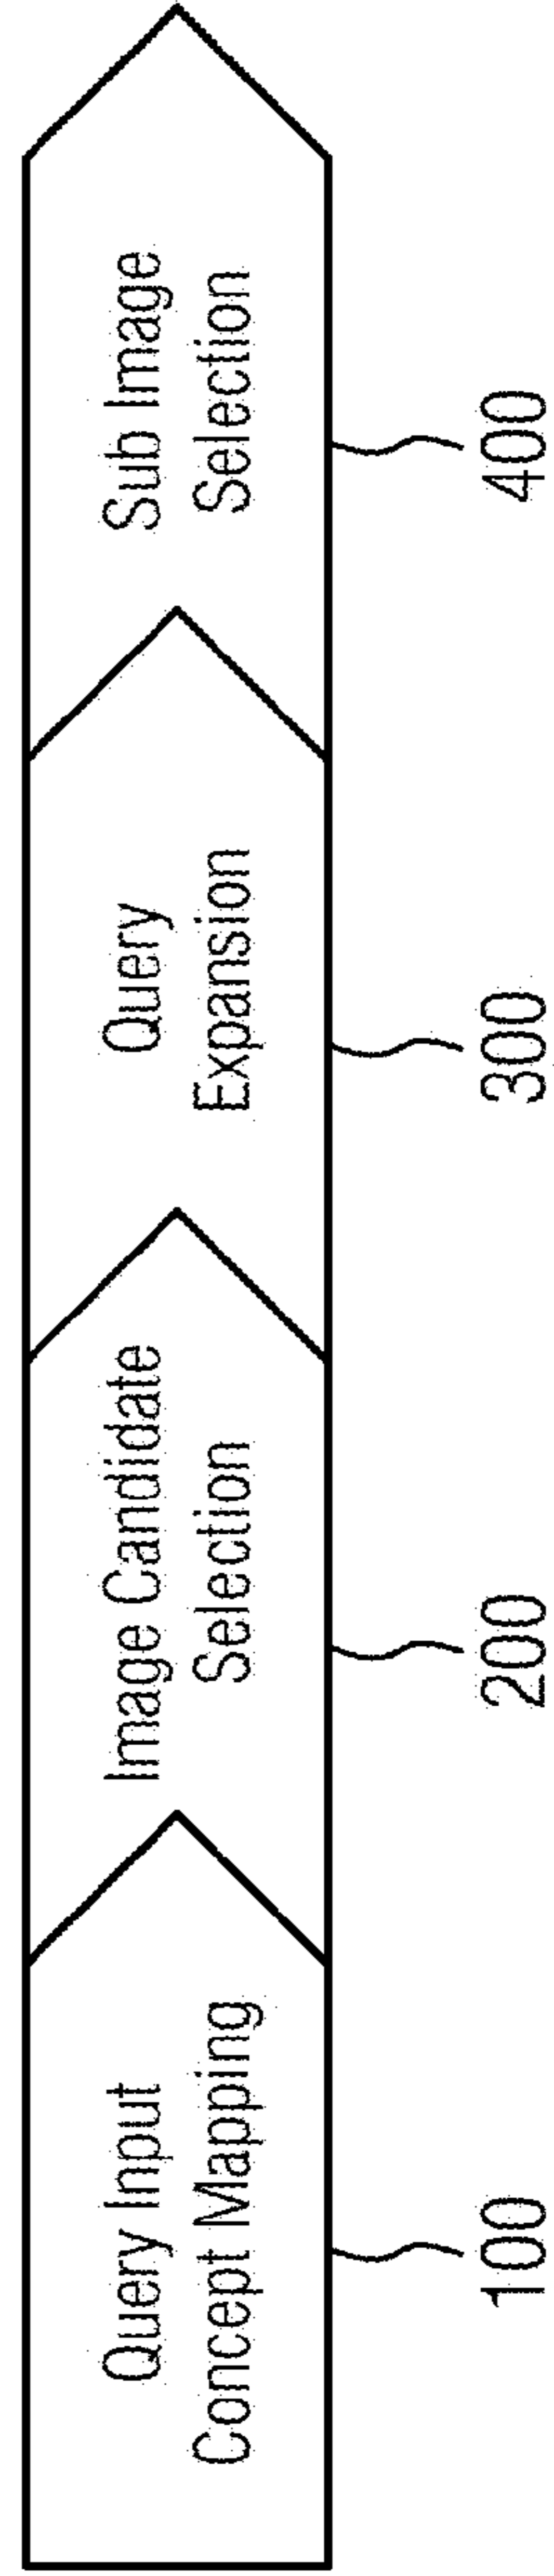 Query Input
Concept Mapping
Image Candidate
Selection
Query
Expansion
Sub Image
Selection
100
200
300
400